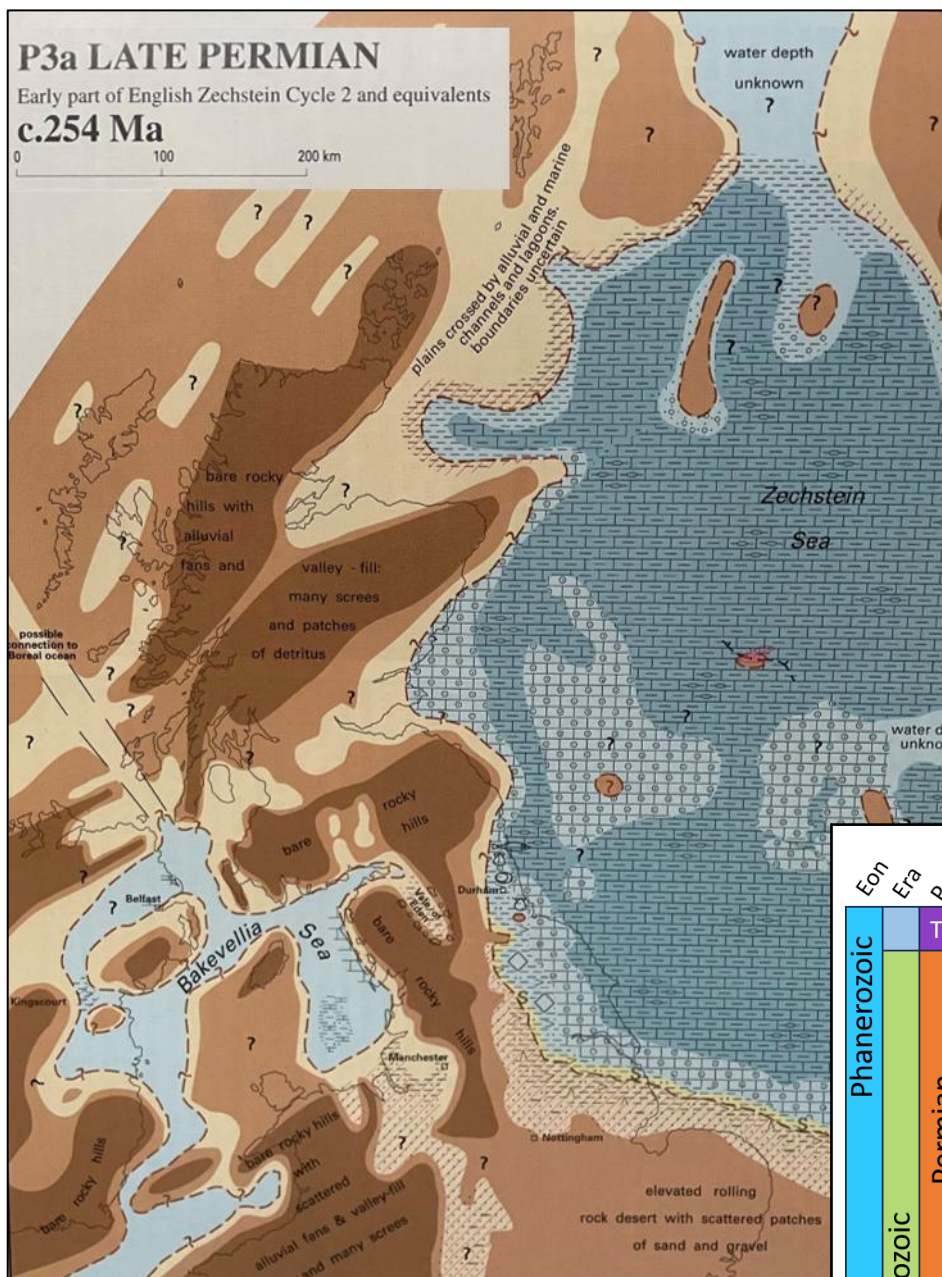 P3a LATE PERMIAN
Early part of English Zechstein Cycle 2 and equivalents
c.254 Ma
0 100 200 km
water depth
unknown
?
?
?
?
?
?
?
plains crossed by alluvial and marine
channels and lagoons.
boundaries uncertain
?
?
?
?
?
bare rocky
hills with
alluvial
fans and
?
?
valley - fill:
many screes
and patches
of detritus
Zechstein
Sea
possible
connection to
Boreal ocean
?
?
?
?
?
?
?
?
?
water d
unkno
bare
rocky
hills
?
?
Belfast
?
Durham
Vale of
Eden
Bakevellia
Sea
bare
rocky
hills
Kingscourt
?
?
?
Manchester
S
S
Nottingham
bare rocky hills
bare rocky hills
with
scattered
alluvial fans & valley-fill
and many screes
?
?
?
?
elevated rolling
rock desert with scattered patches
of sand and gravel
Eon
Era
P
T
Phanerozoic
Permian
ozoic